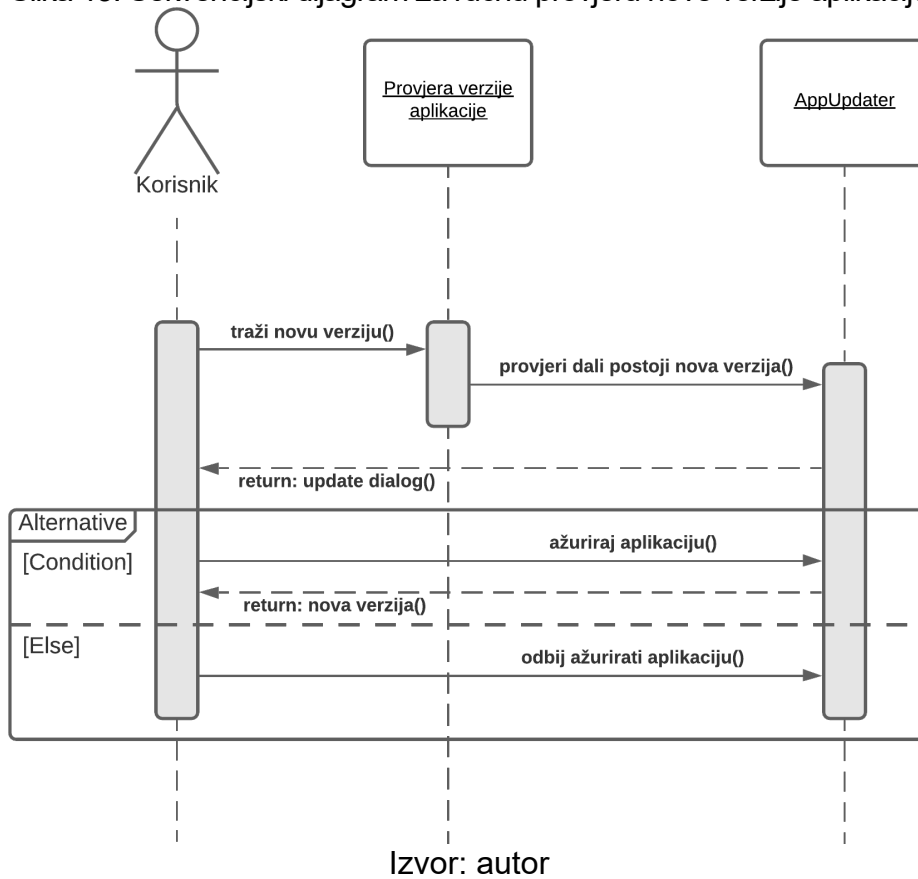 Provjera verzije
aplikacije
AppUpdater
Korisnik
traži novu verziju()
provjeri dali postoji nova verzija()
return: update dialog()
Alternative
[Condition]
ažuriraj aplikaciju()
return: nova verzija()
[Else]
odbij ažurirati aplikaciju()
Izvor: autor